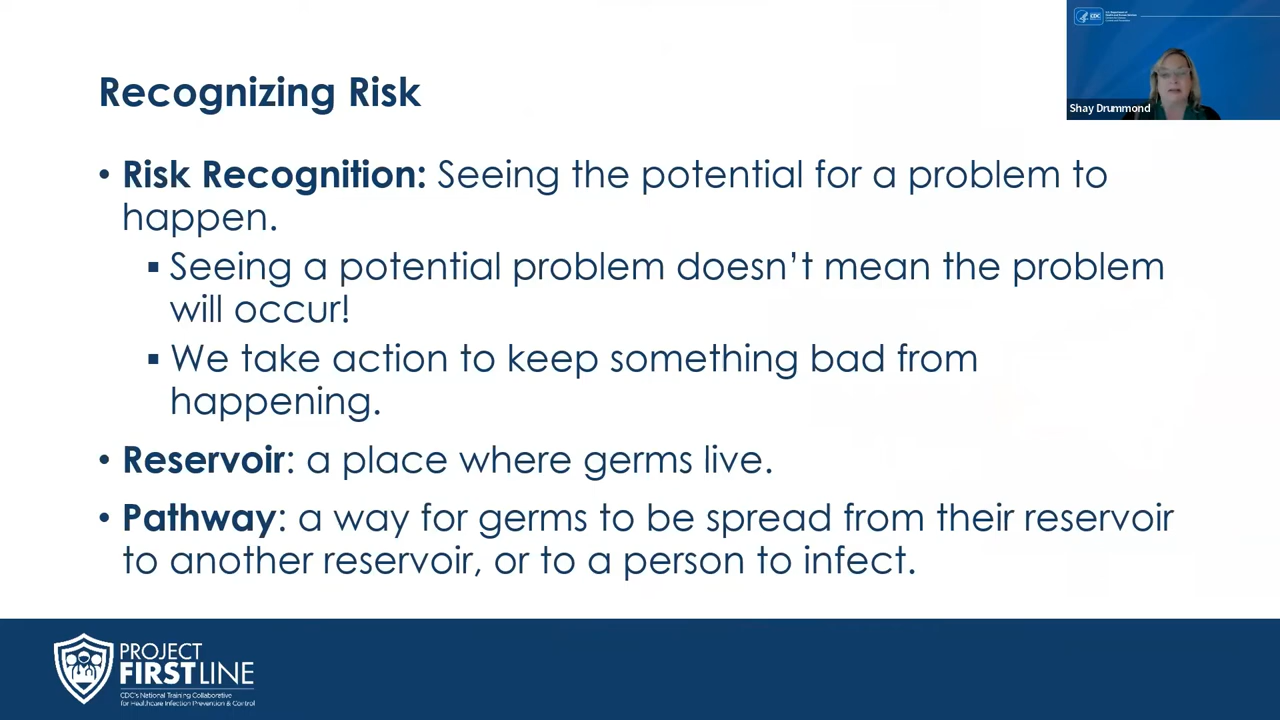 Recognizing Risk
Shay Drummond
CDC
• Risk Recognition: Seeing the potential for a problem to
happen.
▪ Seeing a potential problem doesn't mean the problem
will occur!
▪ We take action to keep something bad from
happening.
• Reservoir: a place where germs live.
• Pathway: a way for germs to be spread from their reservoir
to another reservoir, or to a person to infect.
PROJECT
FIRSTLINE
CDC's National Training Collaborative
for Healthcare Infection Prevention & Control